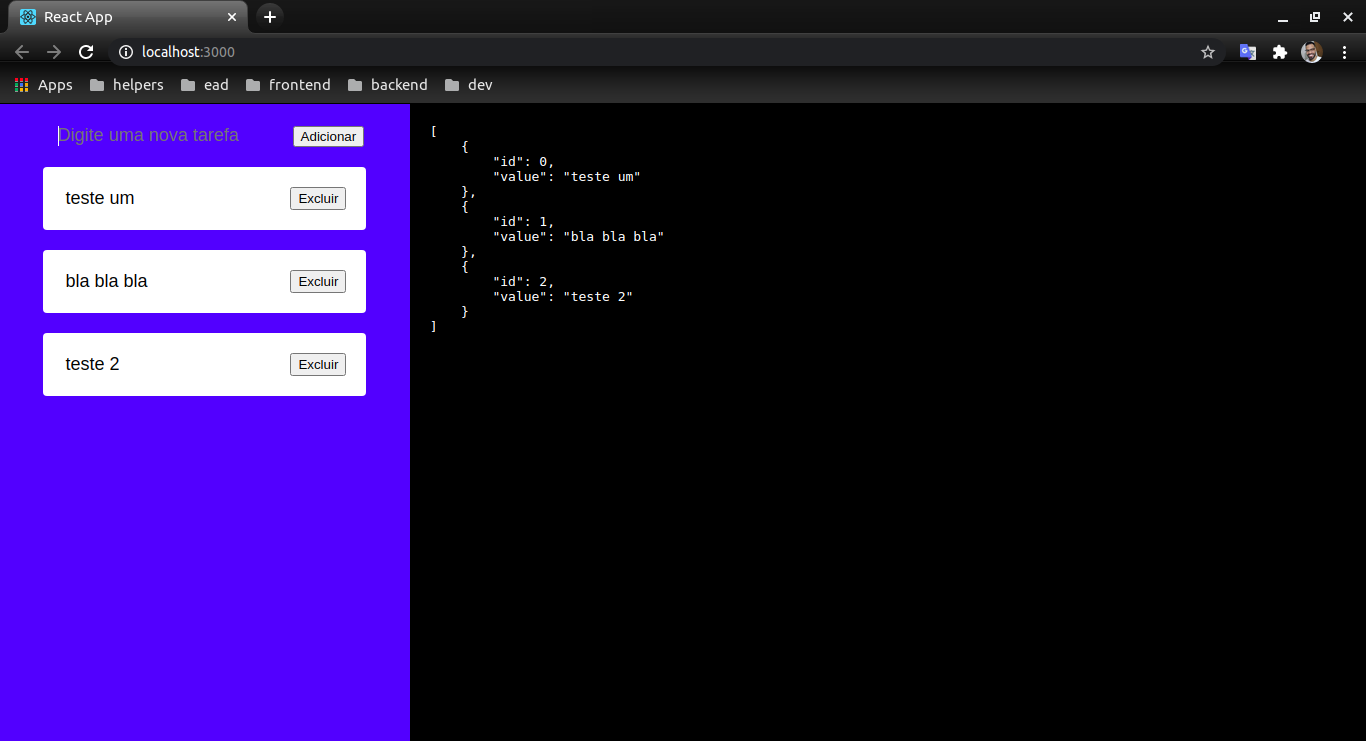 React App
localhost:3000
Apps helpers ead frontend backend dev
Digite uma nova tarefa Adicionar
teste um Excluir
bla bla bla Excluir
teste 2 Excluir
[
    {
        "id": 0,
        "value": "teste um"
    },
    {
        "id": 1,
        "value": "bla bla bla"
    },
    {
        "id": 2,
        "value": "teste 2"
    }
]